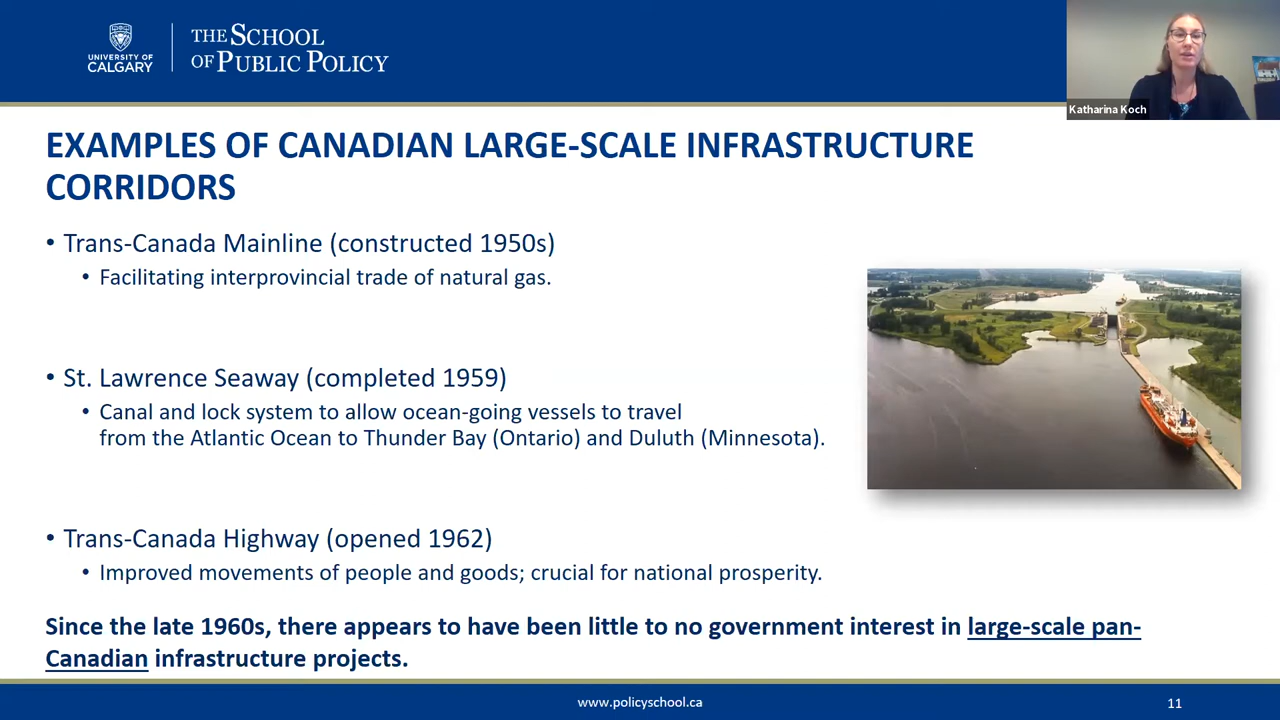 UNIVERSITY OF
CALGARY
THE SCHOOL
OF PUBLIC POLICY
Katharina Koch
EXAMPLES OF CANADIAN LARGE-SCALE INFRASTRUCTURE
CORRIDORS
• Trans-Canada Mainline (constructed 1950s)
• Facilitating interprovincial trade of natural gas.
• St. Lawrence Seaway (completed 1959)
• Canal and lock system to allow ocean-going vessels to travel
from the Atlantic Ocean to Thunder Bay (Ontario) and Duluth (Minnesota).
• Trans-Canada Highway (opened 1962)
• Improved movements of people and goods; crucial for national prosperity.
Since the late 1960s, there appears to have been little to no government interest in large-scale pan-
Canadian infrastructure projects.
www.policyschool.ca
11